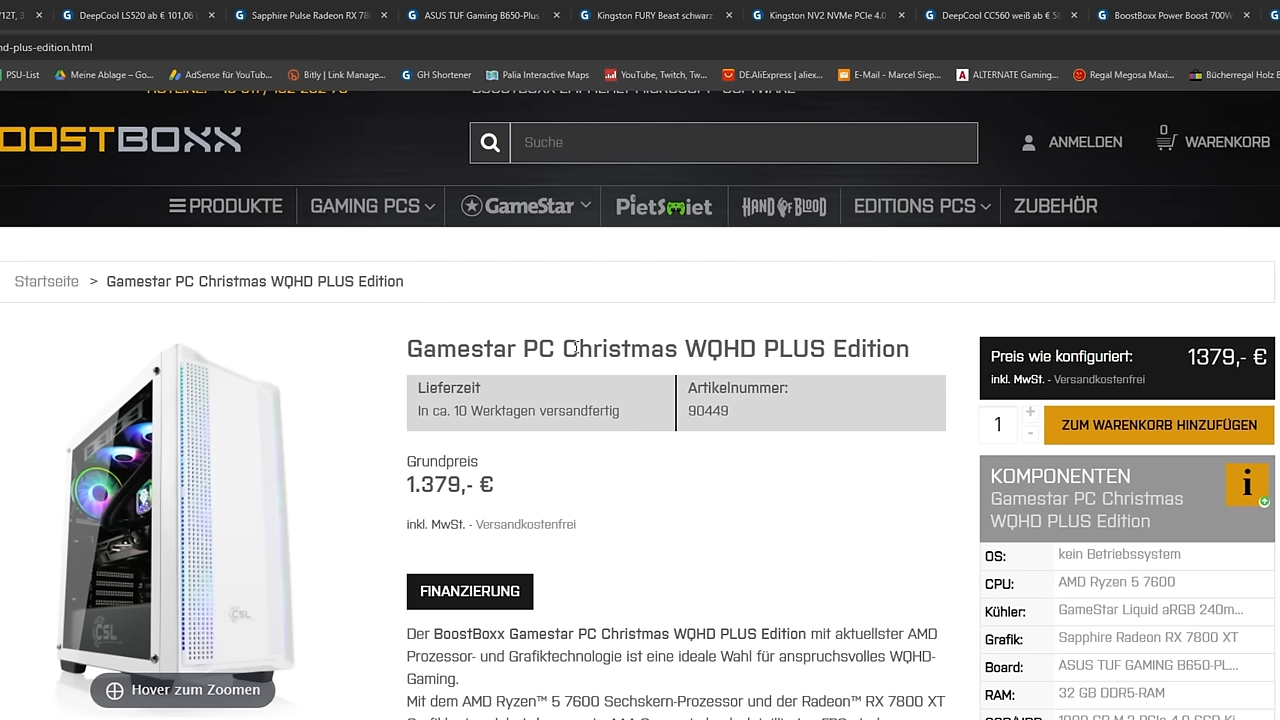 DeepCool LS520 ab € 101,06
Sapphire Pulse Radeon RX 78
ASUS TUF Gaming B650-Plus
Kingston FURY Beast schwarz
Kingston NV2 NVMe PCIe 4.0
DeepCool CC560 weiß ab € 58
BoostBoxx Power Boost 700W
nd-plus-edition.html
PSU-List
Meine Ablage – Go...
AdSense für YouTub...
Bitly | Link Manage...
GH Shortener
Palia Interactive Maps
YouTube, Twitch, Tw...
DE.AliExpress | aliex...
E-Mail - Marcel Siep...
ALTERNATE Gaming...
Regal Megosa Maxi...
Bücherregal Holz B
OOSTBOXX
Suche
ANMELDEN
0
WARENKORB
PRODUKTE
GAMING PCS
GameStar
PietSmiet
HAND OF BLOOD
EDITIONS PCS
ZUBEHÖR
Startseite > Gamestar PC Christmas WQHD PLUS Edition
CSL
CSL
Hover zum Zoomen
Gamestar PC Christmas WQHD PLUS Edition
Lieferzeit
In ca. 10 Werktagen versandfertig
Artikelnummer:
90449
Grundpreis
1.379,- €
inkl. MwSt. - Versandkostenfrei
FINANZIERUNG
Der BoostBoxx Gamestar PC Christmas WQHD PLUS Edition mit aktuellster AMD
Prozessor- und Grafiktechnologie ist eine ideale Wahl für anspruchsvolles WQHD-
Gaming.
Mit dem AMD Ryzen™ 5 7600 Sechskern-Prozessor und der Radeon™ RX 7800 XT
Preis wie konfiguriert: 1379,- €
inkl. MwSt. - Versandkostenfrei
1
+
-
ZUM WARENKORB HINZUFÜGEN
KOMPONENTEN
Gamestar PC Christmas
WQHD PLUS Edition
i
OS: kein Betriebssystem
CPU: AMD Ryzen 5 7600
Kühler: GameStar Liquid aRGB 240m...
Grafik: Sapphire Radeon RX 7800 XT
Board: ASUS TUF GAMING B650-PL...
RAM: 32 GB DDR5-RAM